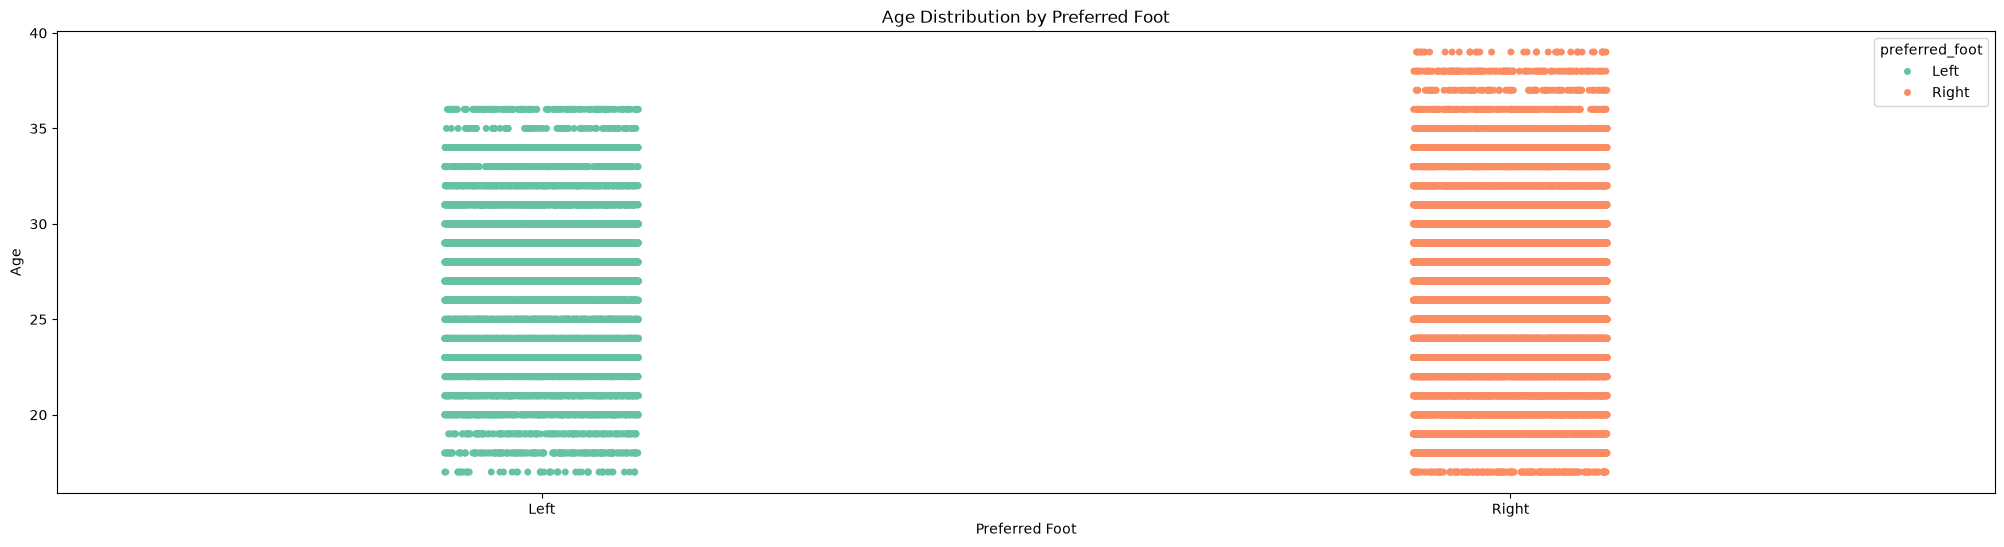 Age Distribution by Preferred Foot
40
35
30
25
20
Age
preferred_foot
Left
Right
Left
Right
Preferred Foot